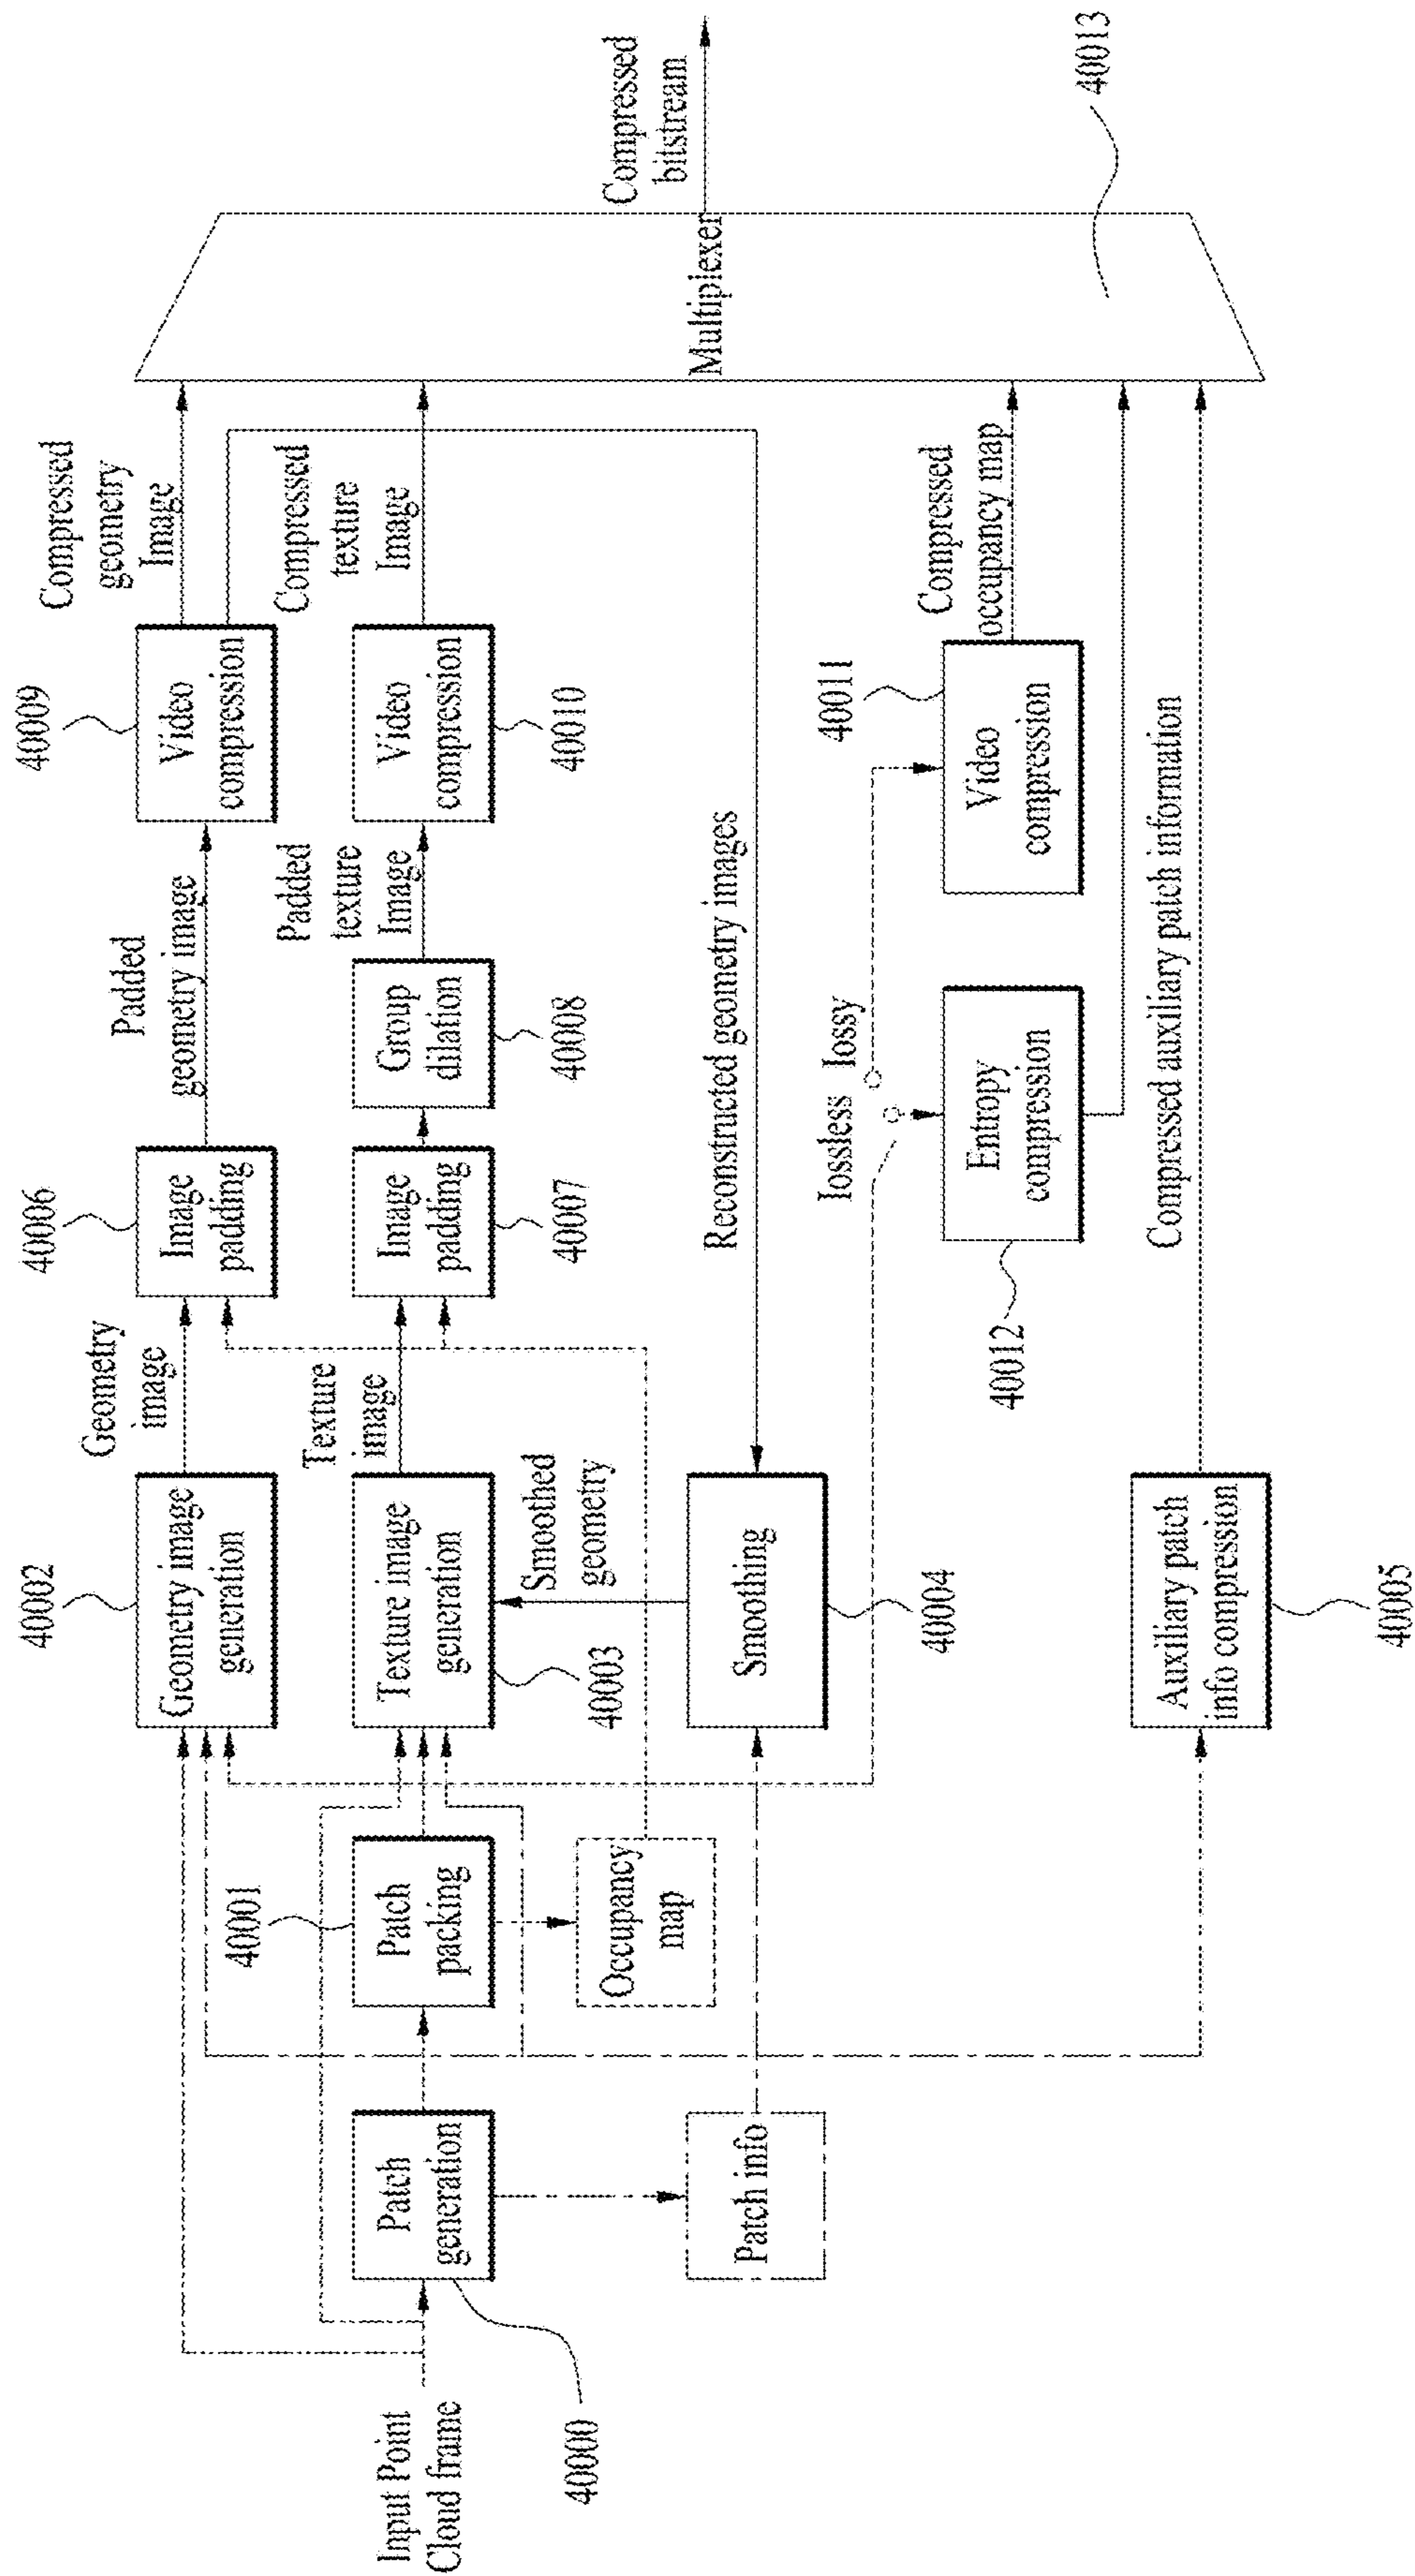 Input Point
Cloud frame
40000
Patch
generation
Patch info
40001
Patch
packing
Occupancy
map
40002
Geometry image
generation
Texture image
generation
40003
Smoothed
geometry
Smoothing
40004
Auxiliary patch
info compression
40005
Geometry
image
Texture
image
40006
Image
padding
Image
padding
40007
Group
dilation
40008
Padded
geometry image
Padded
texture
Image
40009
Video
compression
Video
compression
40010
Compressed
geometry
Image
Compressed
texture
Image
Reconstructed geometry images
lossless
lossy
Entropy
compression
40012
40011
Video
compression
Compressed
occupancy map
Compressed auxiliary patch information
Multiplexer
40013
Compressed
bitstream